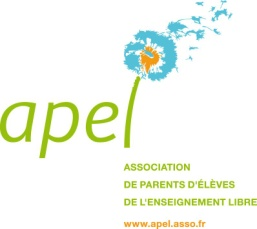 apel
ASSOCIATION
DE PARENTS D'ÉLÈVES
DE L'ENSEIGNEMENT LIBRE
www.apel.asso.fr